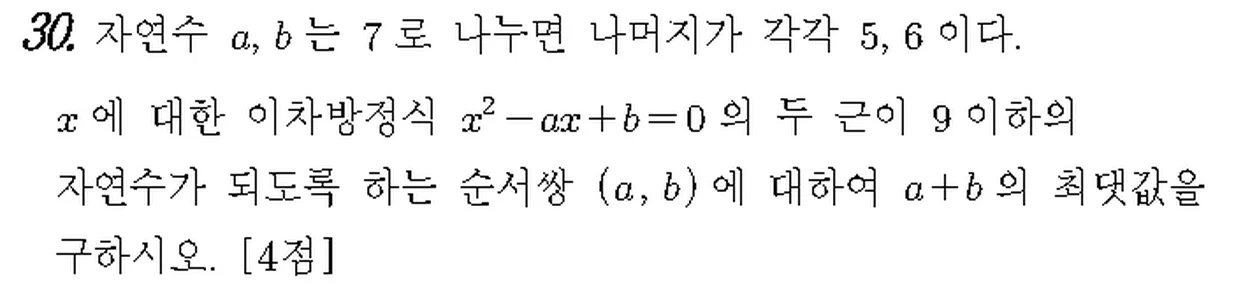 30. 자연수 a, b는 7로 나누면 나머지가 각각 5, 6이다.
x에 대한 이차방정식 x²-ax+b=0의 두 근이 9 이하의
자연수가 되도록 하는 순서쌍 (a, b)에 대하여 a+b의 최댓값을
구하시오. [4점]